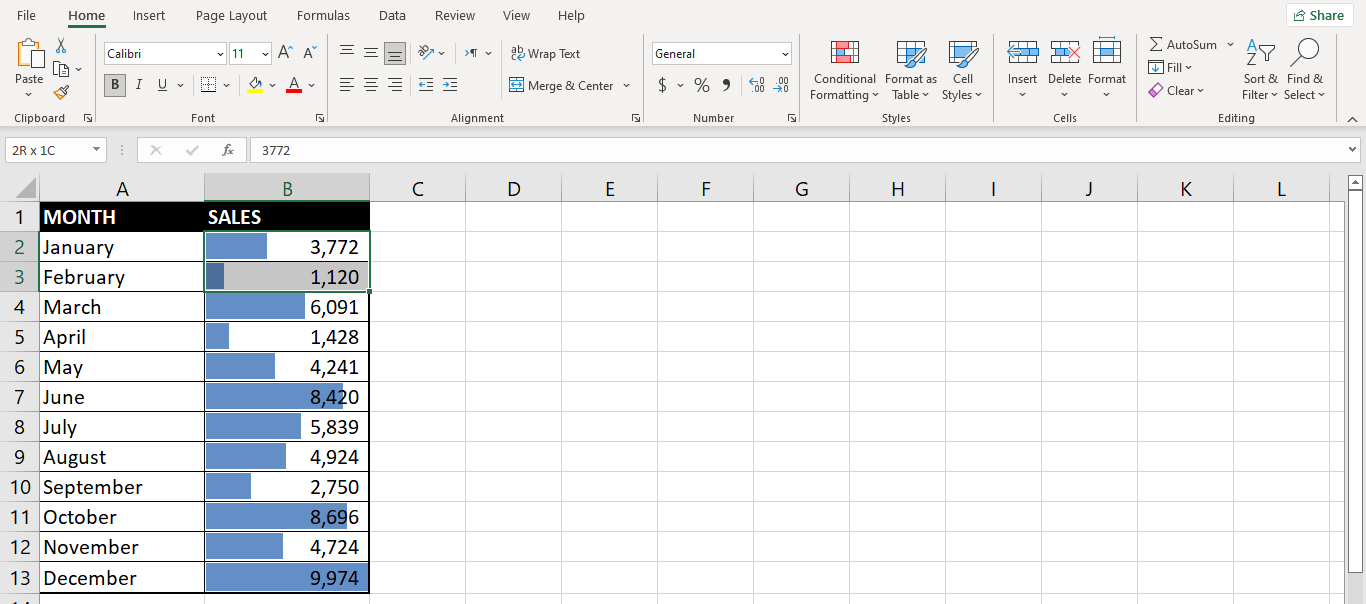 File Home Insert Page Layout Formulas Data Review View Help Share
Calibri 11 A A ab Wrap Text General AutoSum
Paste Conditional Formatting Format as Table Cell Styles Insert Delete Format Fill Sort & Filter Find & Select
B I U A Merge & Center $ % 9 .00 .00 Clear
Clipboard Font Alignment Number Styles Cells Editing
2R x 1C fx 3772
A B C D E F G H I J K L
1 MONTH SALES
2 January 3,772
3 February 1,120
4 March 6,091
5 April 1,428
6 May 4,241
7 June 8,420
8 July 5,839
9 August 4,924
10 September 2,750
11 October 8,696
12 November 4,724
13 December 9,974